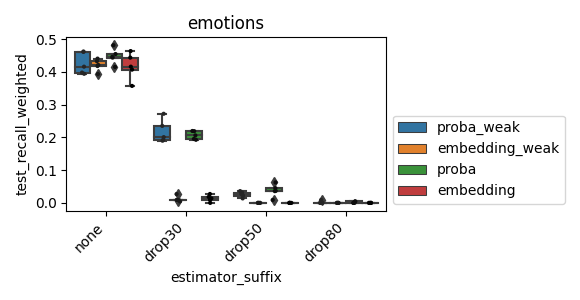 emotions
test_recall_weighted
0.5
0.4
0.3
0.2
0.1
0.0
none
drop30
drop50
drop80
estimator_suffix
proba_weak
embedding_weak
proba
embedding